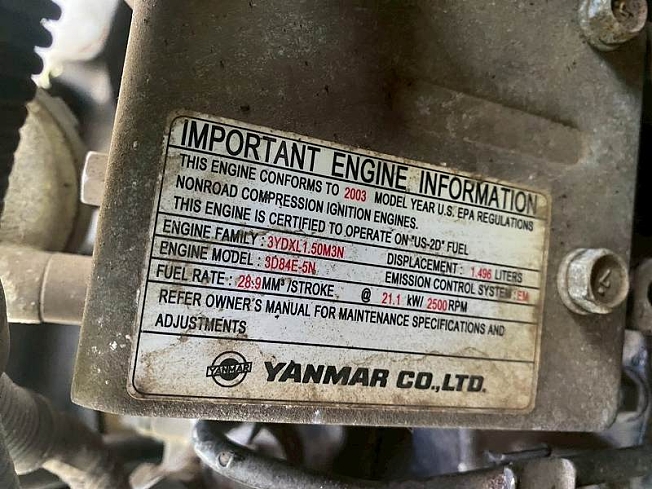 IMPORTANT ENGINE INFORMATION
THIS ENGINE CONFORMS TO 2003 MODEL YEAR U.S. EPA REGULATIONS
NONROAD COMPRESSION IGNITION ENGINES.
THIS ENGINE IS CERTIFIED TO OPERATE ON "US-2D" FUEL
ENGINE FAMILY : 3YDXL1.50M3N DISPLACEMENT : 1.496 LITERS
ENGINE MODEL : 3D84E-5N EMISSION CONTROL SYSTEM : EM
FUEL RATE : 28.9 MM³/STROKE @ 21.1 kW/ 2500 RPM
REFER OWNER'S MANUAL FOR MAINTENANCE SPECIFICATIONS AND
ADJUSTMENTS
YANMAR YANMAR CO.,LTD.